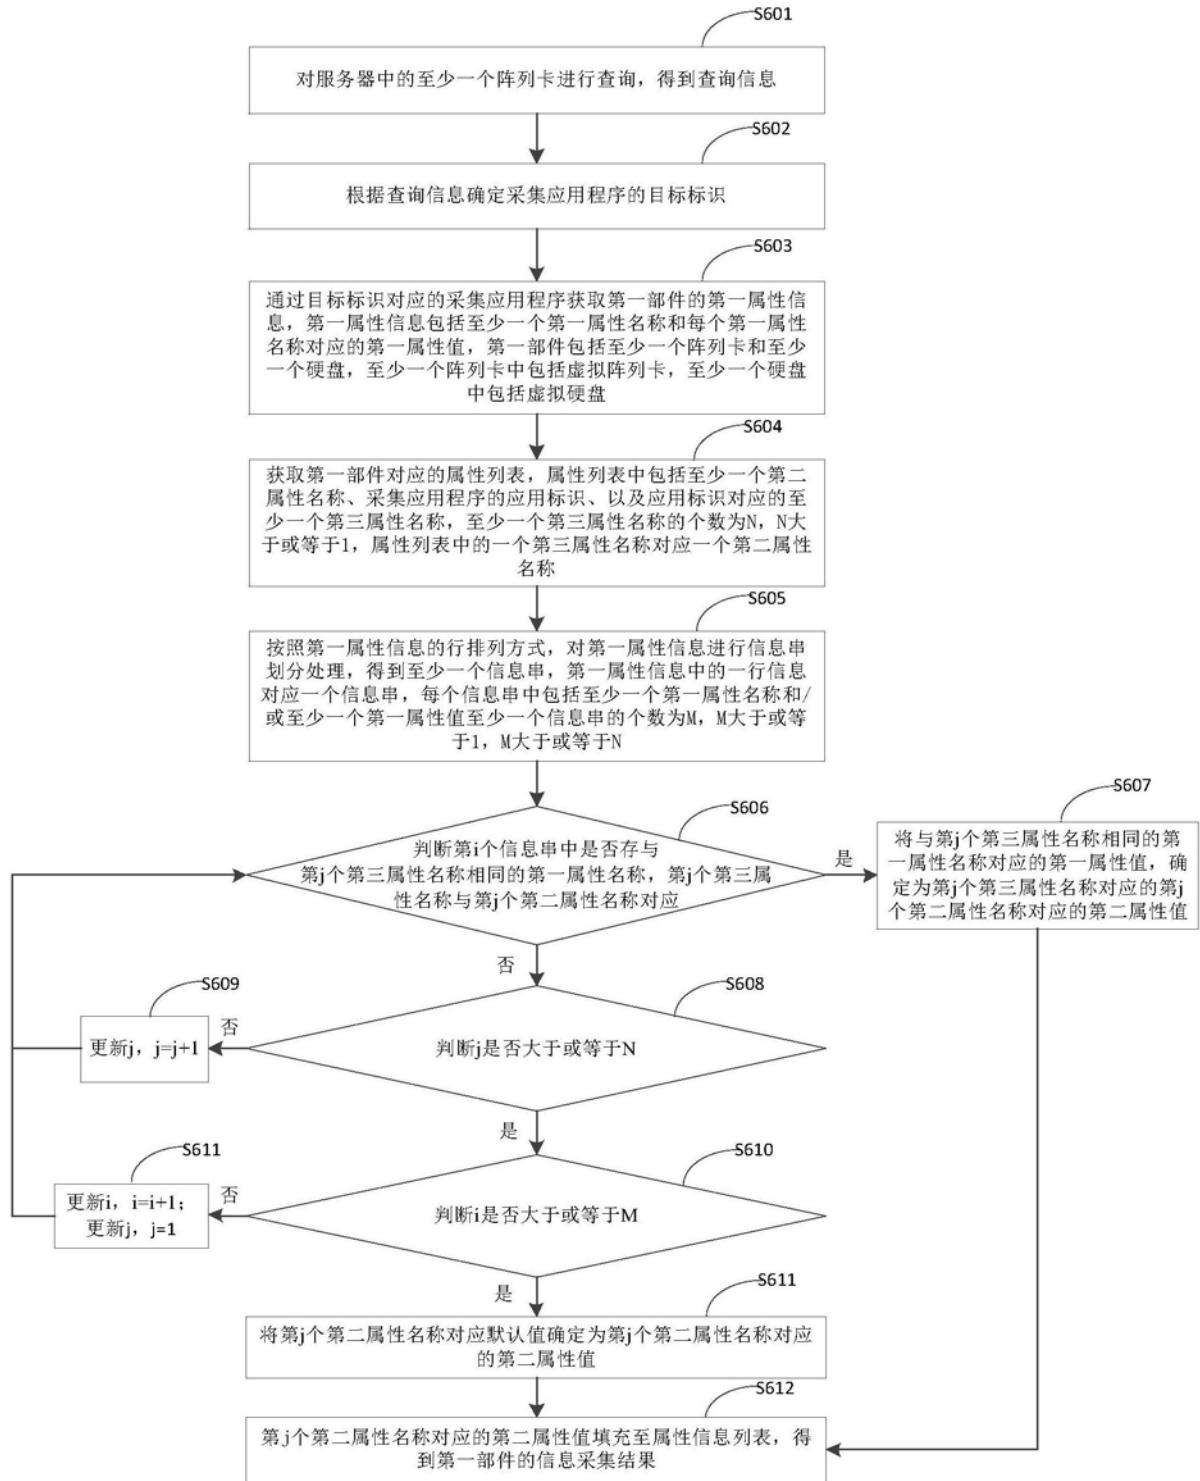 S601
对服务器中的至少一个阵列卡进行查询，得到查询信息
S602
根据查询信息确定采集应用程序的目标标识
S603
通过目标标识对应的采集应用程序获取第一部件的第一属性信
息，第一属性信息包括至少一个第一属性名称和每个第一属性
名称对应的第一属性值，第一部件包括至少一个阵列卡和至少
一个硬盘，至少一个阵列卡中包括虚拟阵列卡，至少一个硬盘
中包括虚拟硬盘
S604
获取第一部件对应的属性列表，属性列表中包括至少一个第二
属性名称、采集应用程序的应用标识、以及应用标识对应的至
少一个第三属性名称，至少一个第三属性名称的个数为N，N大
于或等于1，属性列表中的一个第三属性名称对应一个第二属性
名称
S605
按照第一属性信息的行排列方式，对第一属性信息进行信息串
划分处理，得到至少一个信息串，第一属性信息中的一行信息
对应一个信息串，每个信息串中包括至少一个第一属性名称和/
或至少一个第一属性值至少一个信息串的个数为M，M大于或等
于1，M大于或等于N
S606
判断第i个信息串中是否存与
第j个第三属性名称相同的第一属性名称，第j个第三属
性名称与第j个第二属性名称对应
是
S607
将与第j个第三属性名称相同的第
一属性名称对应的第一属性值，确
定为第j个第三属性名称对应的第j
个第二属性名称对应的第二属性值
否
S608
判断j是否大于或等于N
否
S609
更新j，j=j+1
是
S610
判断i是否大于或等于M
否
S611
更新i，i=i+1；
更新j，j=1
是
S611
将第j个第二属性名称对应默认值确定为第j个第二属性名称对应
的第二属性值
S612
第j个第二属性名称对应的第二属性值填充至属性信息列表，得
到第一部件的信息采集结果